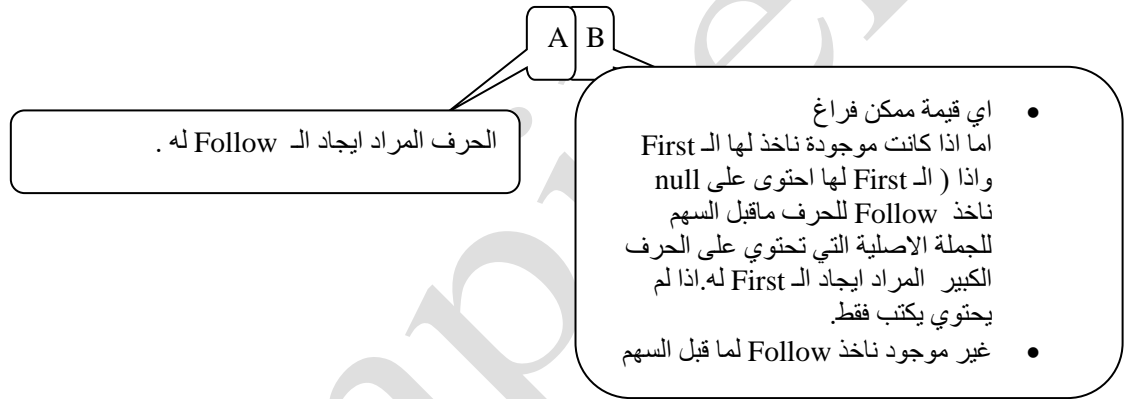 A B
الحرف المراد ايجاد الـ Follow له .
• اي قيمة ممكن فراغ
اما اذا كانت موجودة ناخذ لها الـ First
واذا ( الـ First لها احتوى على null
ناخذ Follow للحرف ماقبل السهم
للجملة الاصلية التي تحتوي على الحرف
الكبير المراد ايجاد الـ First له.اذا لم
يحتوي يكتب فقط.
• غير موجود ناخذ Follow لما قبل السهم